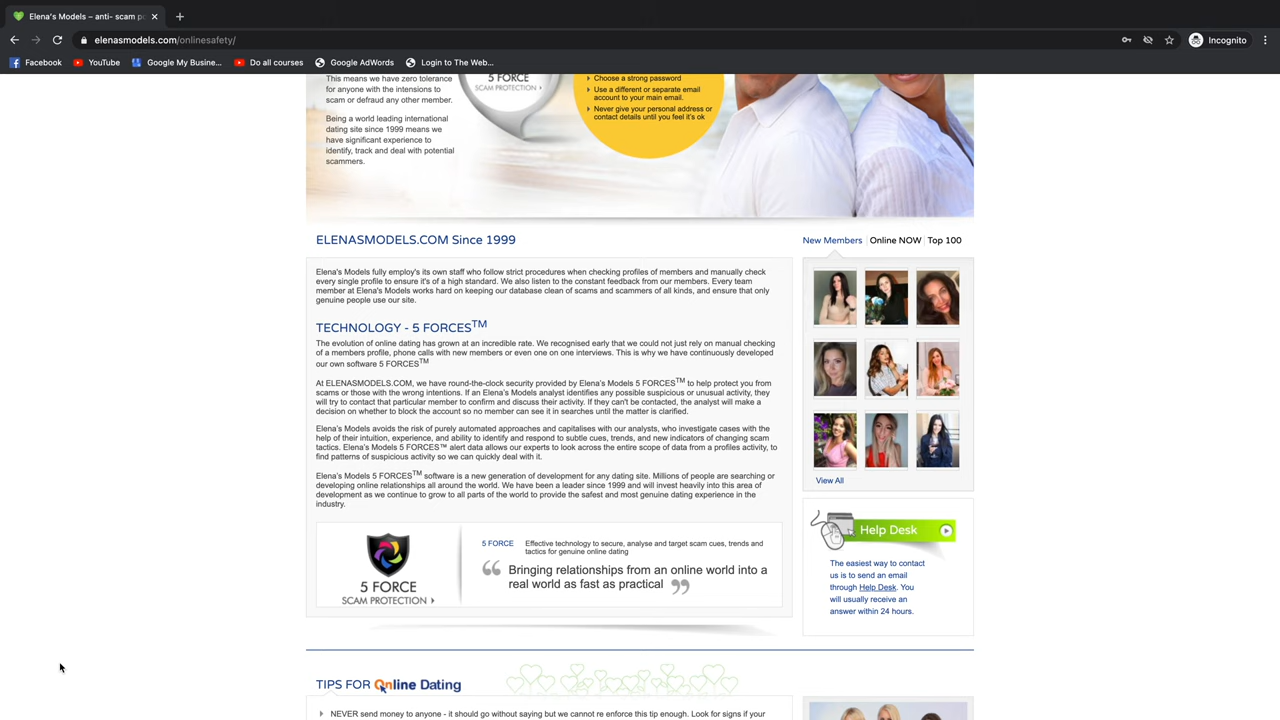 Elena's Models – anti- scam po
elenasmodels.com/onlinesafety/
Incognito
Facebook
YouTube
Google My Busine...
Do all courses
Google AdWords
Login to The Web...
This means we have zero tolerance
for anyone with the intensions to
scam or defraud any other member.
Being a world leading international
dating site since 1999 means we
have significant experience to
identify, track and deal with potential
scammers.
5 FORCE
SCAM PROTECTION
Choose a strong password
Use a different or separate email
account to your main email.
Never give your personal address or
contact details until you feel it's ok
ELENASMODELS.COM Since 1999
New Members Online NOW Top 100
Elena's Models fully employ's its own staff who follow strict procedures when checking profiles of members and manually check
every single profile to ensure it's of a high standard. We also listen to the constant feedback from our members. Every team
member at Elena's Models works hard on keeping our database clean of scams and scammers of all kinds, and ensure that only
genuine people use our site.
TECHNOLOGY - 5 FORCES™
The evolution of online dating has grown at an incredible rate. We recognised early that we could not just rely on manual checking
of a members profile, phone calls with new members or even one on one interviews. This is why we have continuously developed
our own software 5 FORCES™
At ELENASMODELS.COM, we have round-the-clock security provided by Elena's Models 5 FORCES™ to help protect you from
scams or those with the wrong intentions. If an Elena's Models analyst identifies any possible suspicious or unusual activity, they
will try to contact that particular member to confirm and discuss their activity. If they can't be contacted, the analyst will make a
decision on whether to block the account so no member can see it in searches until the matter is clarified.
Elena's Models avoids the risk of purely automated approaches and capitalises with our analysts, who investigate cases with the
help of their intuition, experience, and ability to identify and respond to subtle cues, trends, and new indicators of changing scam
tactics. Elena's Models 5 FORCES™ alert data allows our experts to look across the entire scope of data from a profiles activity, to
find patterns of suspicious activity so we can quickly deal with it.
Elena's Models 5 FORCES™ software is a new generation of development for any dating site. Millions of people are searching or
developing online relationships all around the world. We have been a leader since 1999 and will invest heavily into this area of
development as we continue to grow to all parts of the world to provide the safest and most genuine dating experience in the
industry.
View All
5 FORCE
SCAM PROTECTION
5 FORCE Effective technology to secure, analyse and target scam cues, trends and
tactics for genuine online dating
“ Bringing relationships from an online world into a
real world as fast as practical ”
Help Desk
The easiest way to contact
us is to send an email
through Help Desk. You
will usually receive an
answer within 24 hours.
TIPS FOR Online Dating
NEVER send money to anyone - it should go without saying but we cannot re enforce this tip enough. Look for signs if your